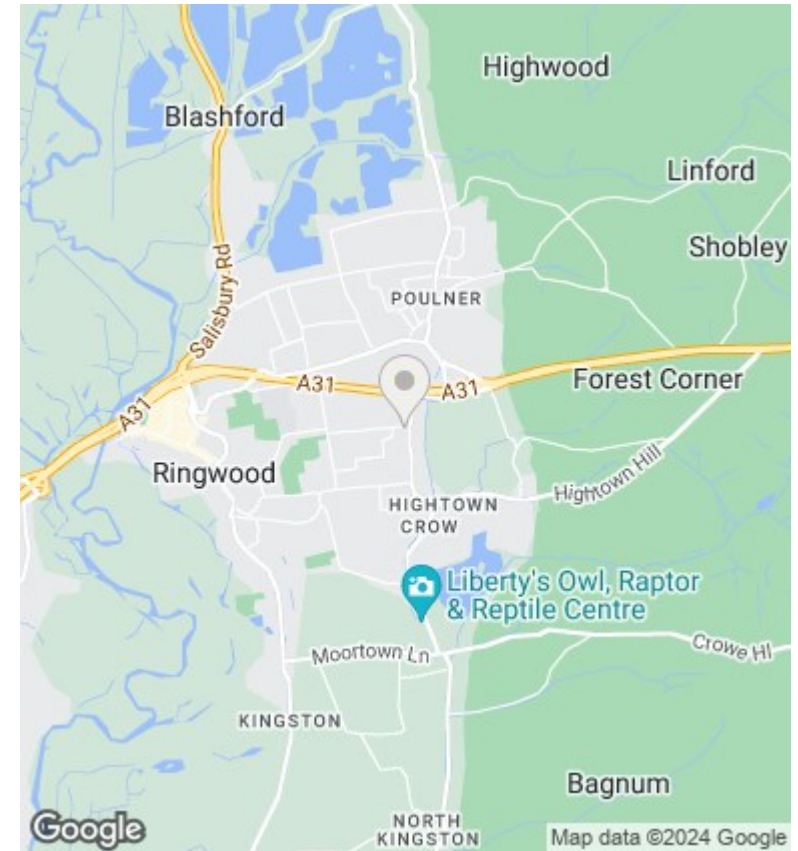 Highwood
Blashford
Linford
Shobley
Salisbury Rd
POULNER
A31
A31
Forest Corner
A31
Ringwood
Hightown Hill
HIGHTOWN
CROW
Liberty's Owl, Raptor
& Reptile Centre
Crowe Hl
Moortown Ln
KINGSTON
Bagnum
NORTH
KINGSTON
Google
Map data ©2024 Google